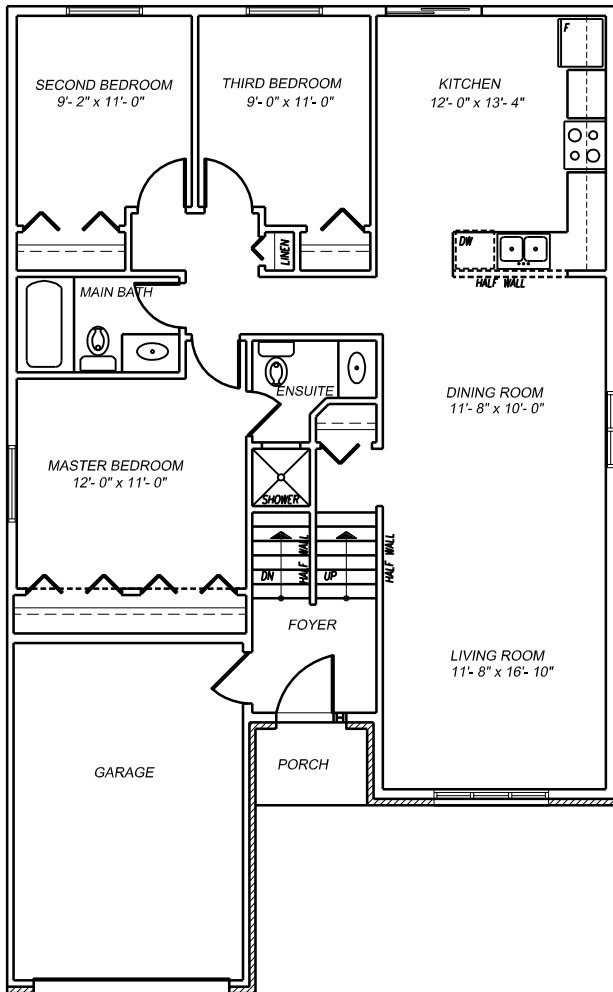 SECOND BEDROOM
9'- 2" x 11'- 0"
THIRD BEDROOM
9'- 0" x 11'- 0"
KITCHEN
12'- 0" x 13'- 4"
F
LINEN
DW
HALF WALL
MAIN BATH
ENSUITE
DINING ROOM
11'- 8" x 10'- 0"
MASTER BEDROOM
12'- 0" x 11'- 0"
SHOWER
DN
HALF WALL
UP
HALF WALL
FOYER
LIVING ROOM
11'- 8" x 16'- 10"
GARAGE
PORCH